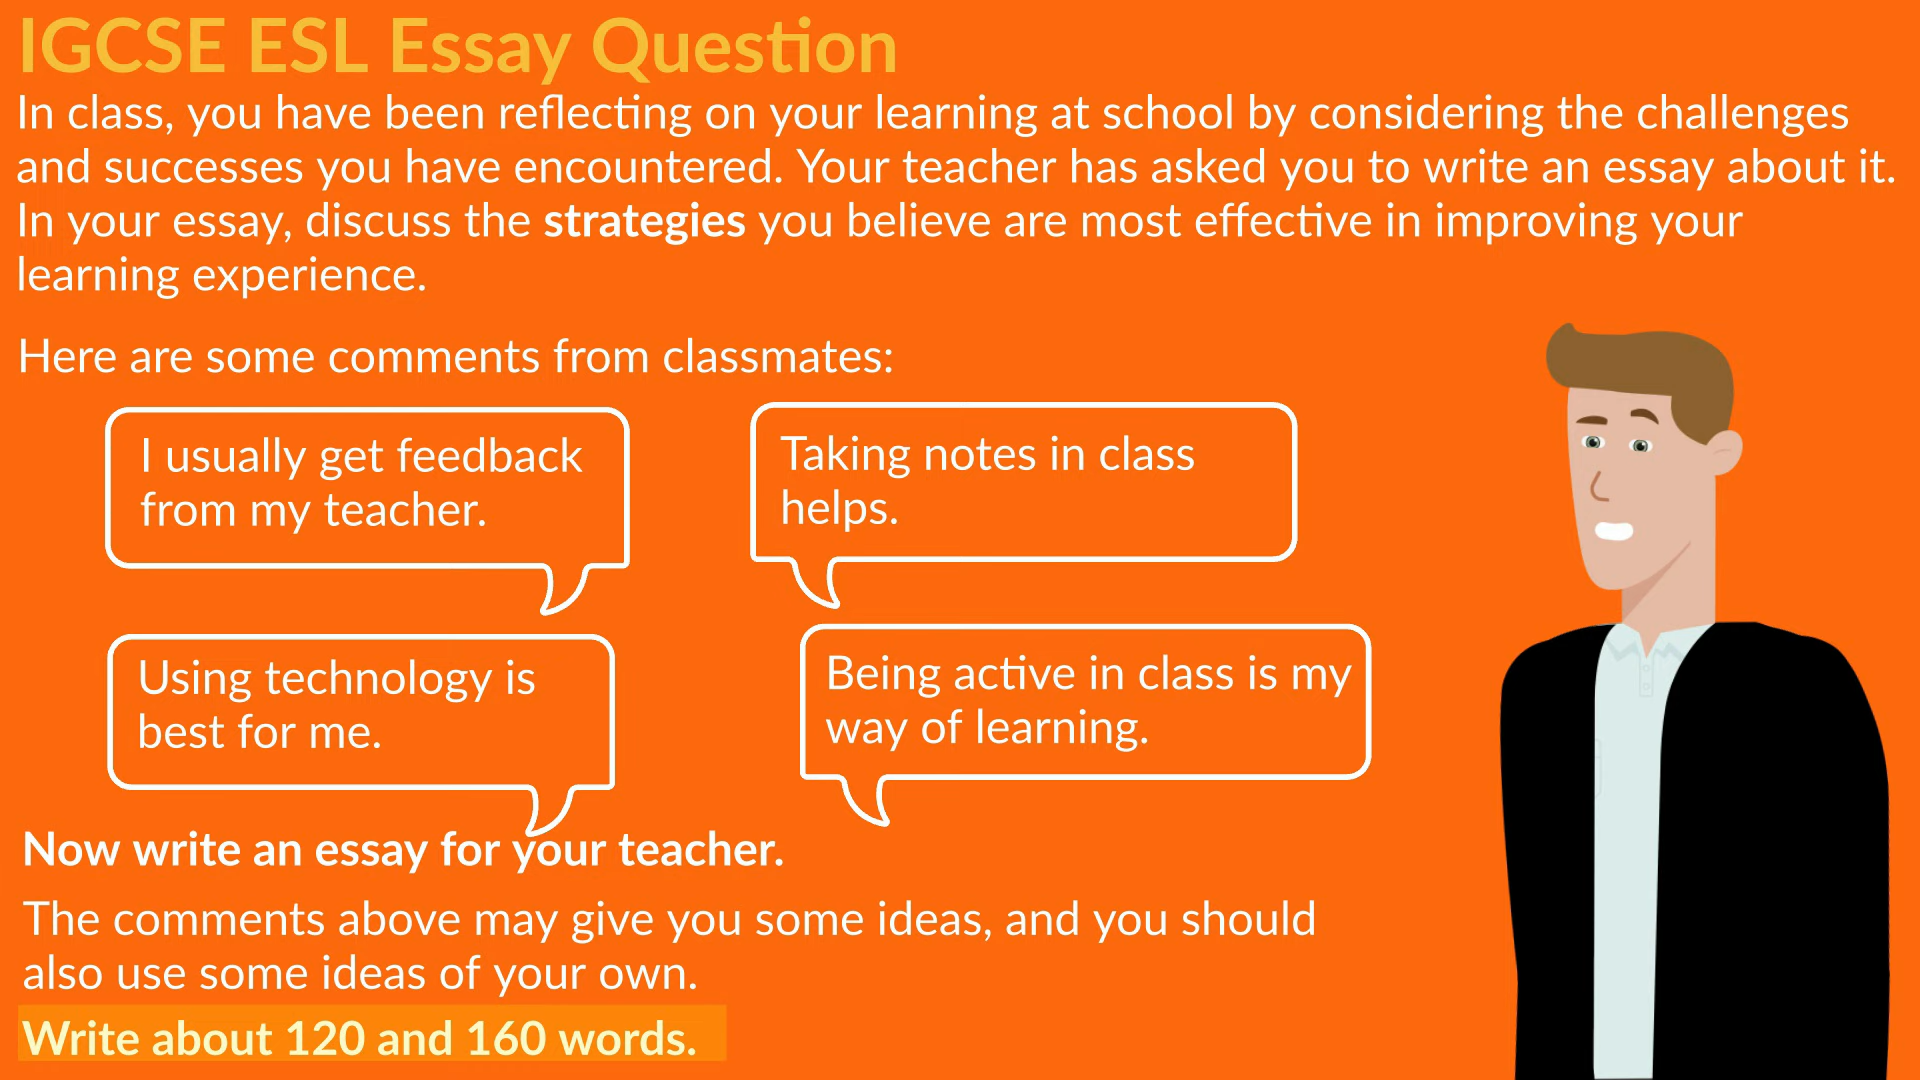 IGCSE ESL Essay Question
In class, you have been reflecting on your learning at school by considering the challenges
and successes you have encountered. Your teacher has asked you to write an essay about it.
In your essay, discuss the strategies you believe are most effective in improving your
learning experience.
Here are some comments from classmates:
I usually get feedback
from my teacher.
Taking notes in class
helps.
Using technology is
best for me.
Being active in class is my
way of learning.
Now write an essay for your teacher.
The comments above may give you some ideas, and you should
also use some ideas of your own.
Write about 120 and 160 words.